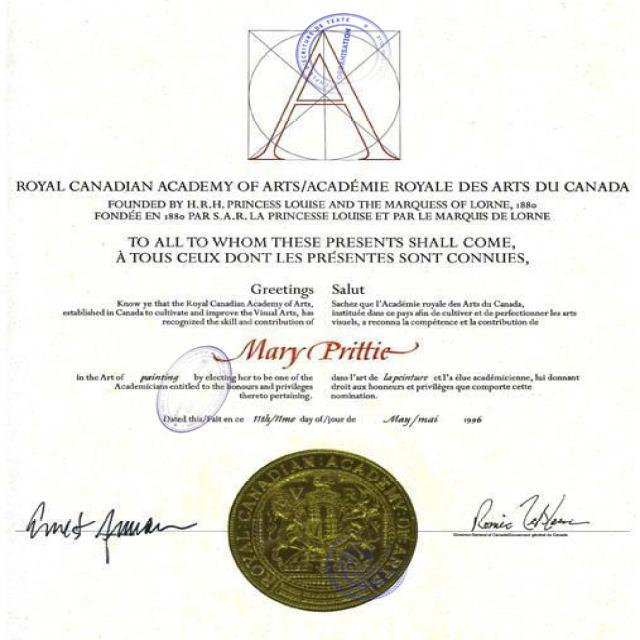 ROYAL CANADIAN ACADEMY OF ARTS/ACADÉMIE ROYALE DES ARTS DU CANADA
FOUNDED BY H.R.H. PRINCESS LOUISE AND THE MARQUESS OF LORNE, 1880
FONDÉE EN 1880 PAR S.A.R. LA PRINCESSE LOUISE ET PAR LE MARQUIS DE LORNE
TO ALL TO WHOM THESE PRESENTS SHALL COME,
À TOUS CEUX DONT LES PRÉSENTES SONT CONNUES,
Greetings
Know ye that the Royal Canadian Academy of Arts,
established in Canada to cultivate and improve the Visual Arts, has
recognized the skill and contribution of
Salut
Sachez que l'Académie royale des Arts du Canada,
instituée dans ce pays afin de cultiver et de perfectionner les arts
visuels, a reconnu la compétence et la contribution de
Mary Prittie
in the Art of painting by electing her to be one of the
Academicians entitled to the honours and privileges
thereto pertaining.
dans l'art de la peinture et l'a élue académicienne, lui donnant
droit aux honneurs et privilèges que comporte cette
nomination.
Dated this/Fait en ce 11th/11me day of/jour de May/mai 1996
ROYAL CANADIAN ACADEMY OF ARTS
Governor-General of Canada/Gouverneur général du Canada